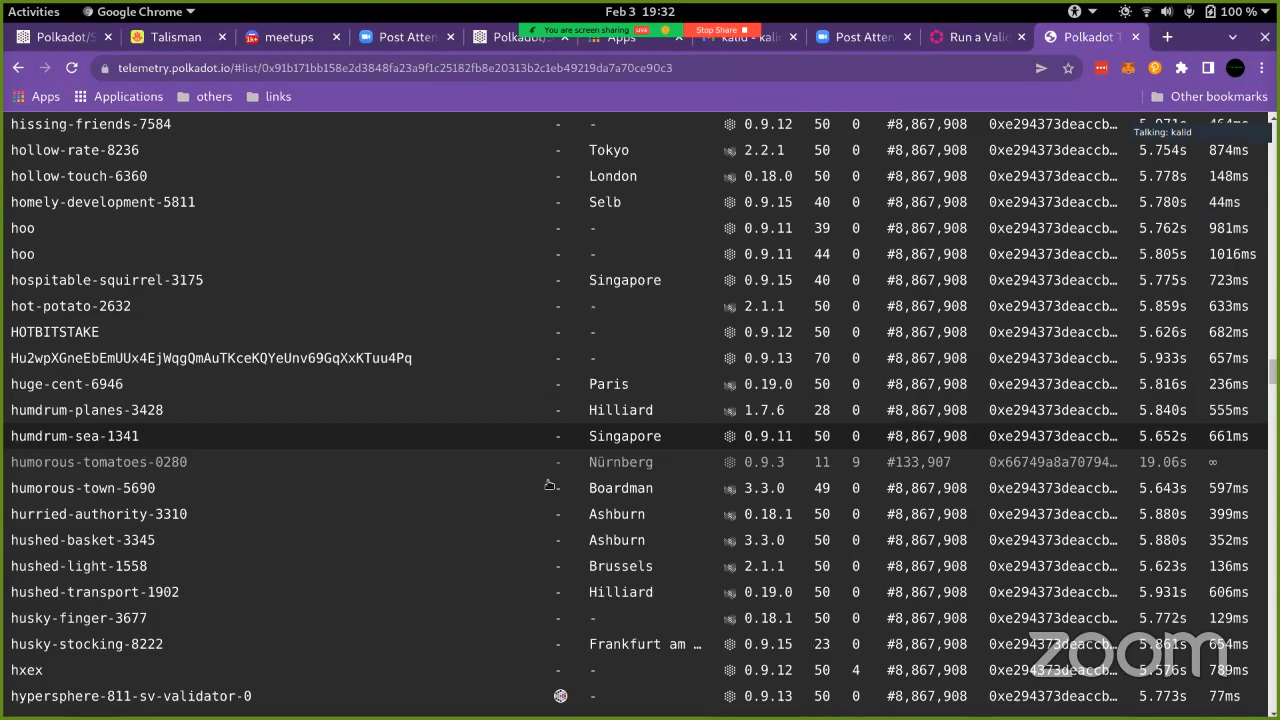 Activities Google Chrome Feb 3 19:32 100 %
You are screen sharing LIVE Stop Share
Polkadot/S Talisman meetups Post Atten Polkadot/S Apps kalid - kali Post Atten Run a Valid Polkadot T
telemetry.polkadot.io/#list/0x91b171bb158e2d3848fa23a9f1c25182fb8e20313b2c1eb49219da7a70ce90c3
Apps Applications others links Other bookmarks
Talking: kalid
hissing-friends-7584 - - 0.9.12 50 0 #8,867,908 0xe294373deaccb…
hollow-rate-8236 - Tokyo 2.2.1 50 0 #8,867,908 0xe294373deaccb… 5.754s 874ms
hollow-touch-6360 - London 0.18.0 50 0 #8,867,908 0xe294373deaccb… 5.778s 148ms
homely-development-5811 - Selb 0.9.15 40 0 #8,867,908 0xe294373deaccb… 5.780s 44ms
hoo - - 0.9.11 39 0 #8,867,908 0xe294373deaccb… 5.762s 981ms
hoo - - 0.9.11 44 0 #8,867,908 0xe294373deaccb… 5.805s 1016ms
hospitable-squirrel-3175 - Singapore 0.9.15 40 0 #8,867,908 0xe294373deaccb… 5.775s 723ms
hot-potato-2632 - - 2.1.1 50 0 #8,867,908 0xe294373deaccb… 5.859s 633ms
HOTBITSTAKE - - 0.9.12 50 0 #8,867,908 0xe294373deaccb… 5.626s 682ms
Hu2wpXGneEbEmUUx4EjWqgQmAuTKceKQYeUnv69GqXxKTuu4Pq - - 0.9.13 70 0 #8,867,908 0xe294373deaccb… 5.933s 657ms
huge-cent-6946 - Paris 0.19.0 50 0 #8,867,908 0xe294373deaccb… 5.816s 236ms
humdrum-planes-3428 - Hilliard 1.7.6 28 0 #8,867,908 0xe294373deaccb… 5.840s 555ms
humdrum-sea-1341 - Singapore 0.9.11 50 0 #8,867,908 0xe294373deaccb… 5.652s 661ms
humorous-tomatoes-0280 - Nürnberg 0.9.3 11 9 #133,907 0x66749a8a70794… 19.06s ∞
humorous-town-5690 - Boardman 3.3.0 49 0 #8,867,908 0xe294373deaccb… 5.643s 597ms
hurried-authority-3310 - Ashburn 0.18.1 50 0 #8,867,908 0xe294373deaccb… 5.880s 399ms
hushed-basket-3345 - Ashburn 3.3.0 50 0 #8,867,908 0xe294373deaccb… 5.880s 352ms
hushed-light-1558 - Brussels 2.1.1 50 0 #8,867,908 0xe294373deaccb… 5.623s 136ms
hushed-transport-1902 - Hilliard 0.19.0 50 0 #8,867,908 0xe294373deaccb… 5.931s 606ms
husky-finger-3677 - - 0.18.1 50 0 #8,867,908 0xe294373deaccb… 5.772s 129ms
husky-stocking-8222 - Frankfurt am … 0.9.15 23 0 #8,867,908 0xe294373deaccb… 5.861s 654ms
zoom
hxex - - 0.9.12 50 4 #8,867,908 0xe294373deaccb… 5.576s 789ms
hypersphere-811-sv-validator-0 - 0.9.13 50 0 #8,867,908 0xe294373deaccb… 5.773s 77ms